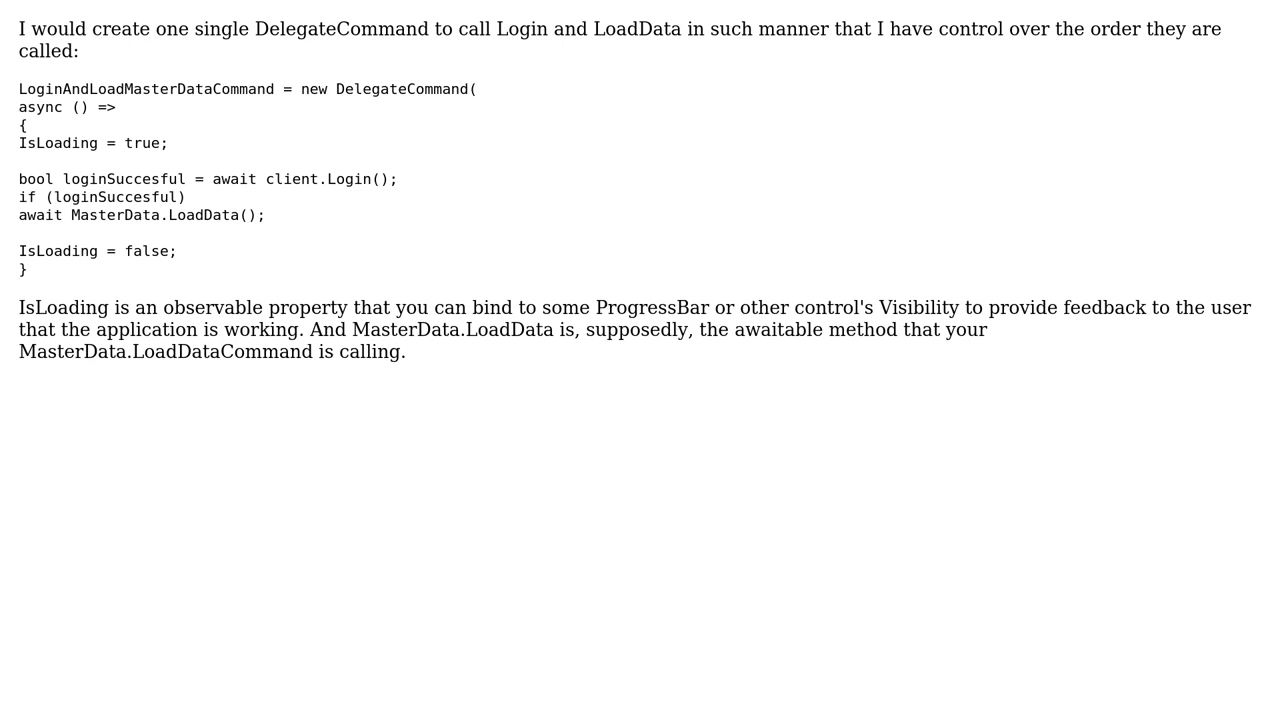 I would create one single DelegateCommand to call Login and LoadData in such manner that I have control over the order they are
called:
LoginAndLoadMasterDataCommand = new DelegateCommand(
async () =>
{
IsLoading = true;
bool loginSuccesful = await client.Login();
if (loginSuccesful)
await MasterData.LoadData();
IsLoading = false;
}
IsLoading is an observable property that you can bind to some ProgressBar or other control's Visibility to provide feedback to the user
that the application is working. And MasterData.LoadData is, supposedly, the awaitable method that your
MasterData.LoadDataCommand is calling.